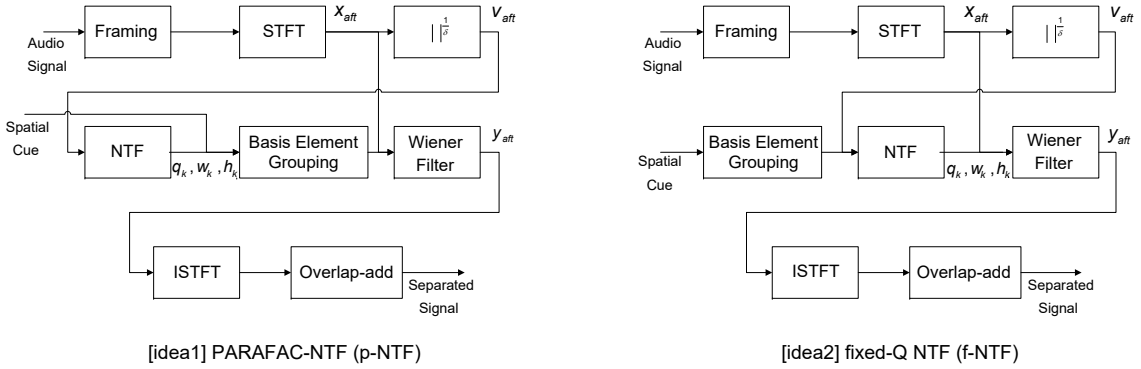 x_aft
v_aft
Framing
STFT
| |^{1/δ}
Audio
Signal
Spatial
Cue
NTF
Basis Element
Grouping
Wiener
Filter
y_aft
q_k , w_k , h_k
ISTFT
Overlap-add
Separated
Signal
[idea1] PARAFAC-NTF (p-NTF)
x_aft
v_aft
Framing
STFT
| |^{1/δ}
Audio
Signal
Basis Element
Grouping
NTF
Wiener
Filter
y_aft
Spatial
Cue
q_k , w_k , h_k
ISTFT
Overlap-add
Separated
Signal
[idea2] fixed-Q NTF (f-NTF)